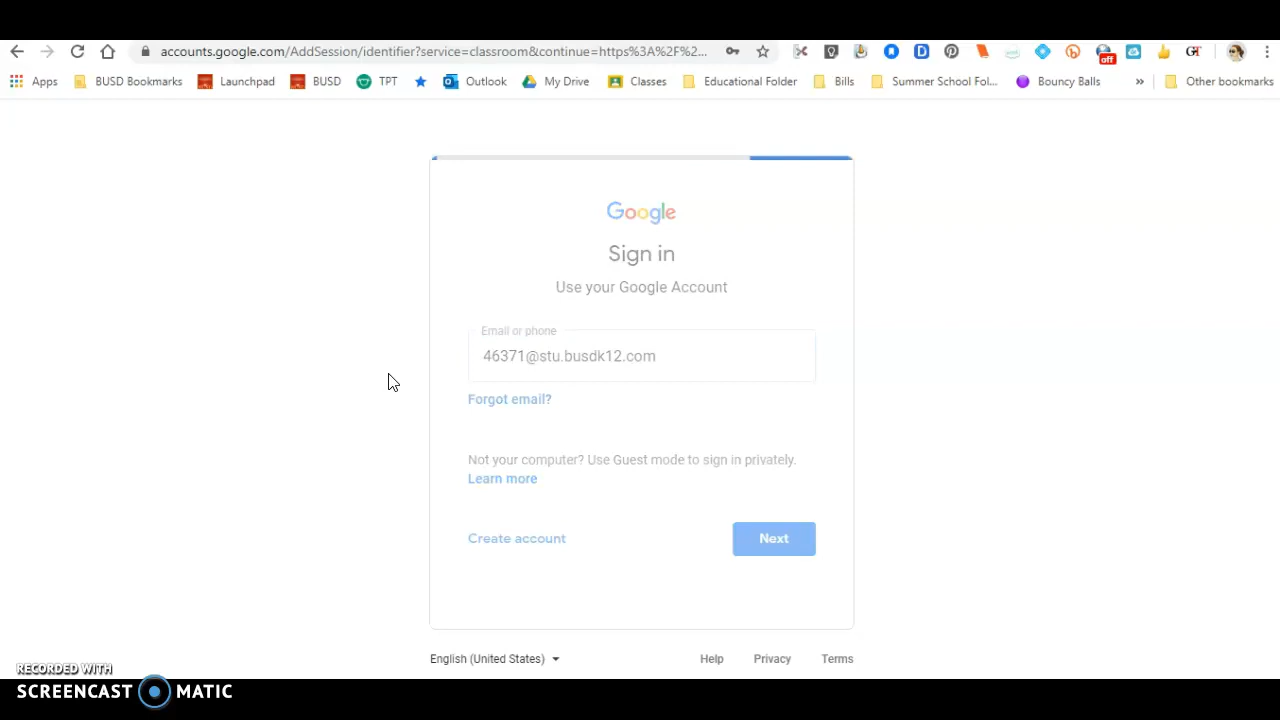 accounts.google.com/AddSession/identifier?service=classroom&continue=https%3A%2F%2...
off
GT
Apps BUSD Bookmarks Launchpad BUSD TPT Outlook My Drive Classes Educational Folder Bills Summer School Fol... Bouncy Balls » Other bookmarks
Google
Sign in
Use your Google Account
Email or phone
46371@stu.busdk12.com
Forgot email?
Not your computer? Use Guest mode to sign in privately.
Learn more
Create account Next
English (United States) Help Privacy Terms
RECORDED WITH
SCREENCAST MATIC